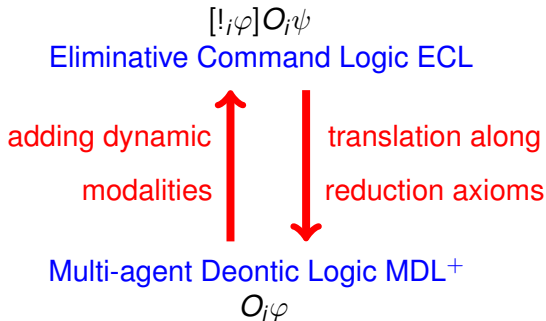 [!ᵢφ]Oᵢψ
Eliminative Command Logic ECL
adding dynamic
modalities
translation along
reduction axioms
Multi-agent Deontic Logic MDL⁺
Oᵢφ